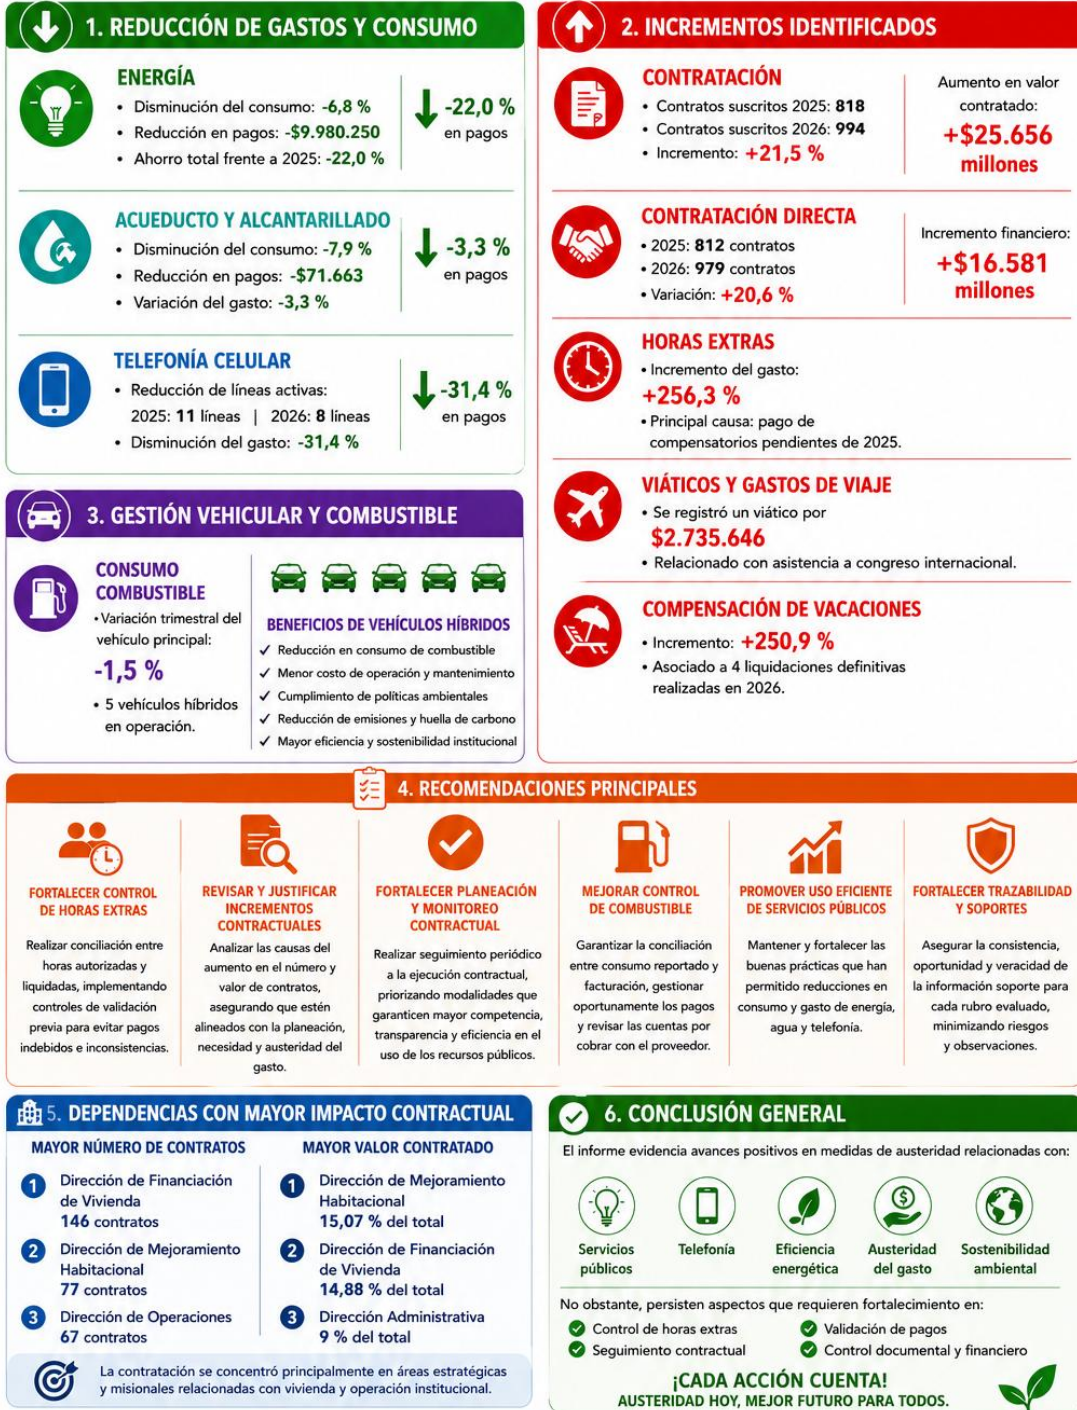 1. REDUCCIÓN DE GASTOS Y CONSUMO
ENERGÍA
• Disminución del consumo: -6,8 %
• Reducción en pagos: -$9.980.250
• Ahorro total frente a 2025: -22,0 %
-22,0 %
en pagos
ACUEDUCTO Y ALCANTARILLADO
• Disminución del consumo: -7,9 %
• Reducción en pagos: -$71.663
• Variación del gasto: -3,3 %
-3,3 %
en pagos
TELEFONÍA CELULAR
• Reducción de líneas activas:
2025: 11 líneas | 2026: 8 líneas
• Disminución del gasto: -31,4 %
-31,4 %
en pagos
2. INCREMENTOS IDENTIFICADOS
CONTRATACIÓN
• Contratos suscritos 2025: 818
• Contratos suscritos 2026: 994
• Incremento: +21,5 %
Aumento en valor
contratado:
+$25.656
millones
CONTRATACIÓN DIRECTA
• 2025: 812 contratos
• 2026: 979 contratos
• Variación: +20,6 %
Incremento financiero:
+$16.581
millones
HORAS EXTRAS
• Incremento del gasto:
+256,3 %
• Principal causa: pago de
compensatorios pendientes de 2025.
VIÁTICOS Y GASTOS DE VIAJE
• Se registró un viático por
$2.735.646
• Relacionado con asistencia a congreso internacional.
COMPENSACIÓN DE VACACIONES
• Incremento: +250,9 %
• Asociado a 4 liquidaciones definitivas
realizadas en 2026.
3. GESTIÓN VEHICULAR Y COMBUSTIBLE
CONSUMO
COMBUSTIBLE
• Variación trimestral del
vehículo principal:
-1,5 %
• 5 vehículos híbridos
en operación.
BENEFICIOS DE VEHÍCULOS HÍBRIDOS
✓ Reducción en consumo de combustible
✓ Menor costo de operación y mantenimiento
✓ Cumplimiento de políticas ambientales
✓ Reducción de emisiones y huella de carbono
✓ Mayor eficiencia y sostenibilidad institucional
4. RECOMENDACIONES PRINCIPALES
FORTALECER CONTROL
DE HORAS EXTRAS
Realizar conciliación entre
horas autorizadas y
liquidadas, implementando
controles de validación
previa para evitar pagos
indebidos e inconsistencias.
REVISAR Y JUSTIFICAR
INCREMENTOS
CONTRACTUALES
Analizar las causas del
aumento en el número y
valor de contratos,
asegurando que estén
alineados con la planeación,
necesidad y austeridad del
gasto.
FORTALECER PLANEACIÓN
Y MONITOREO
CONTRACTUAL
Realizar seguimiento periódico
a la ejecución contractual,
priorizando modalidades que
garanticen mayor competencia,
transparencia y eficiencia en el
uso de los recursos públicos.
MEJORAR CONTROL
DE COMBUSTIBLE
Garantizar la conciliación
entre consumo reportado y
facturación, gestionar
oportunamente los pagos
y revisar las cuentas por
cobrar con el proveedor.
PROMOVER USO EFICIENTE
DE SERVICIOS PÚBLICOS
Mantener y fortalecer las
buenas prácticas que han
permitido reducciones en
consumo y gasto de energía,
agua y telefonía.
FORTALECER TRAZABILIDAD
Y SOPORTES
Asegurar la consistencia,
oportunidad y veracidad de
la información soporte para
cada rubro evaluado,
minimizando riesgos
y observaciones.
5. DEPENDENCIAS CON MAYOR IMPACTO CONTRACTUAL
MAYOR NÚMERO DE CONTRATOS
1 Dirección de Financiación
de Vivienda
146 contratos
2 Dirección de Mejoramiento
Habitacional
77 contratos
3 Dirección de Operaciones
67 contratos
MAYOR VALOR CONTRATADO
1 Dirección de Mejoramiento
Habitacional
15,07 % del total
2 Dirección de Financiación
de Vivienda
14,88 % del total
3 Dirección Administrativa
9 % del total
La contratación se concentró principalmente en áreas estratégicas
y misionales relacionadas con vivienda y operación institucional.
6. CONCLUSIÓN GENERAL
El informe evidencia avances positivos en medidas de austeridad relacionadas con:
Servicios
públicos
Telefonía
Eficiencia
energética
Austeridad
del gasto
Sostenibilidad
ambiental
No obstante, persisten aspectos que requieren fortalecimiento en:
Control de horas extras
Seguimiento contractual
Validación de pagos
Control documental y financiero
¡CADA ACCIÓN CUENTA!
AUSTERIDAD HOY, MEJOR FUTURO PARA TODOS.